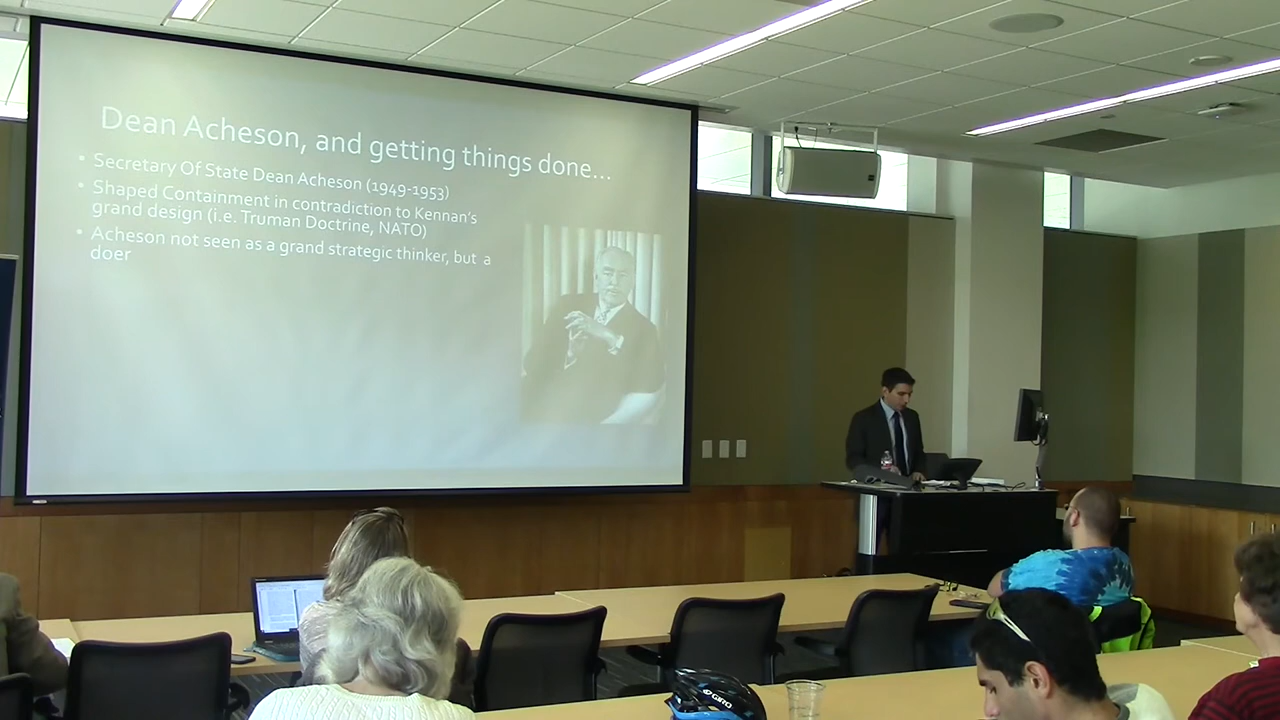 Dean Acheson, and getting things done...
• Secretary Of State Dean Acheson (1949-1953)
• Shaped Containment in contradiction to Kennan's
grand design (i.e. Truman Doctrine, NATO)
• Acheson not seen as a grand strategic thinker, but a
doer
GIRO